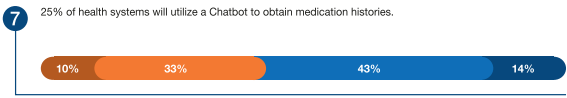 7
25% of health systems will utilize a Chatbot to obtain medication histories.
10% 33% 43% 14%